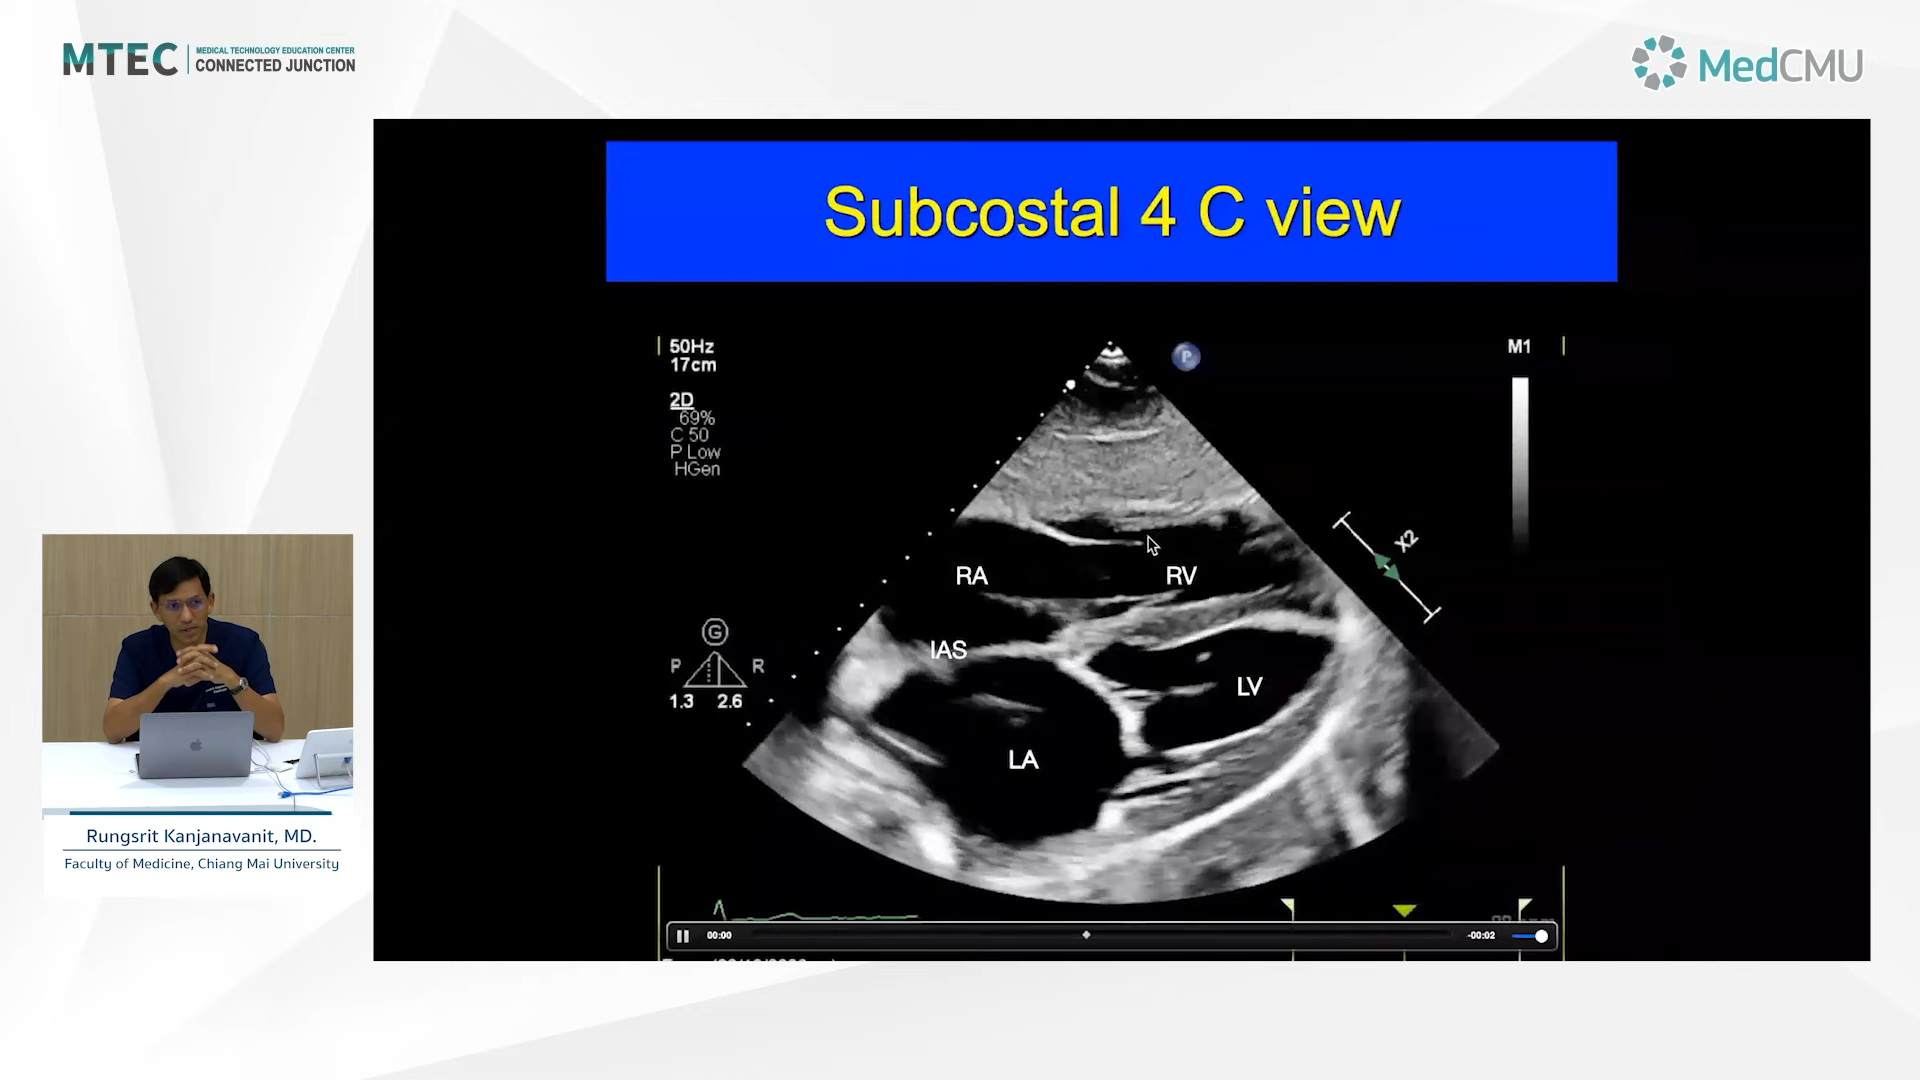 MTEC
MEDICAL TECHNOLOGY EDUCATION CENTER
CONNECTED JUNCTION
MedCMU
Subcostal 4 C view
50Hz
17cm
2D
69%
C 50
P Low
HGen
P
M1
X2
RA
RV
IAS
LV
LA
G
P R
1.3 2.6
00:00
-00:02
Rungsrit Kanjanavanit, MD.
Faculty of Medicine, Chiang Mai University